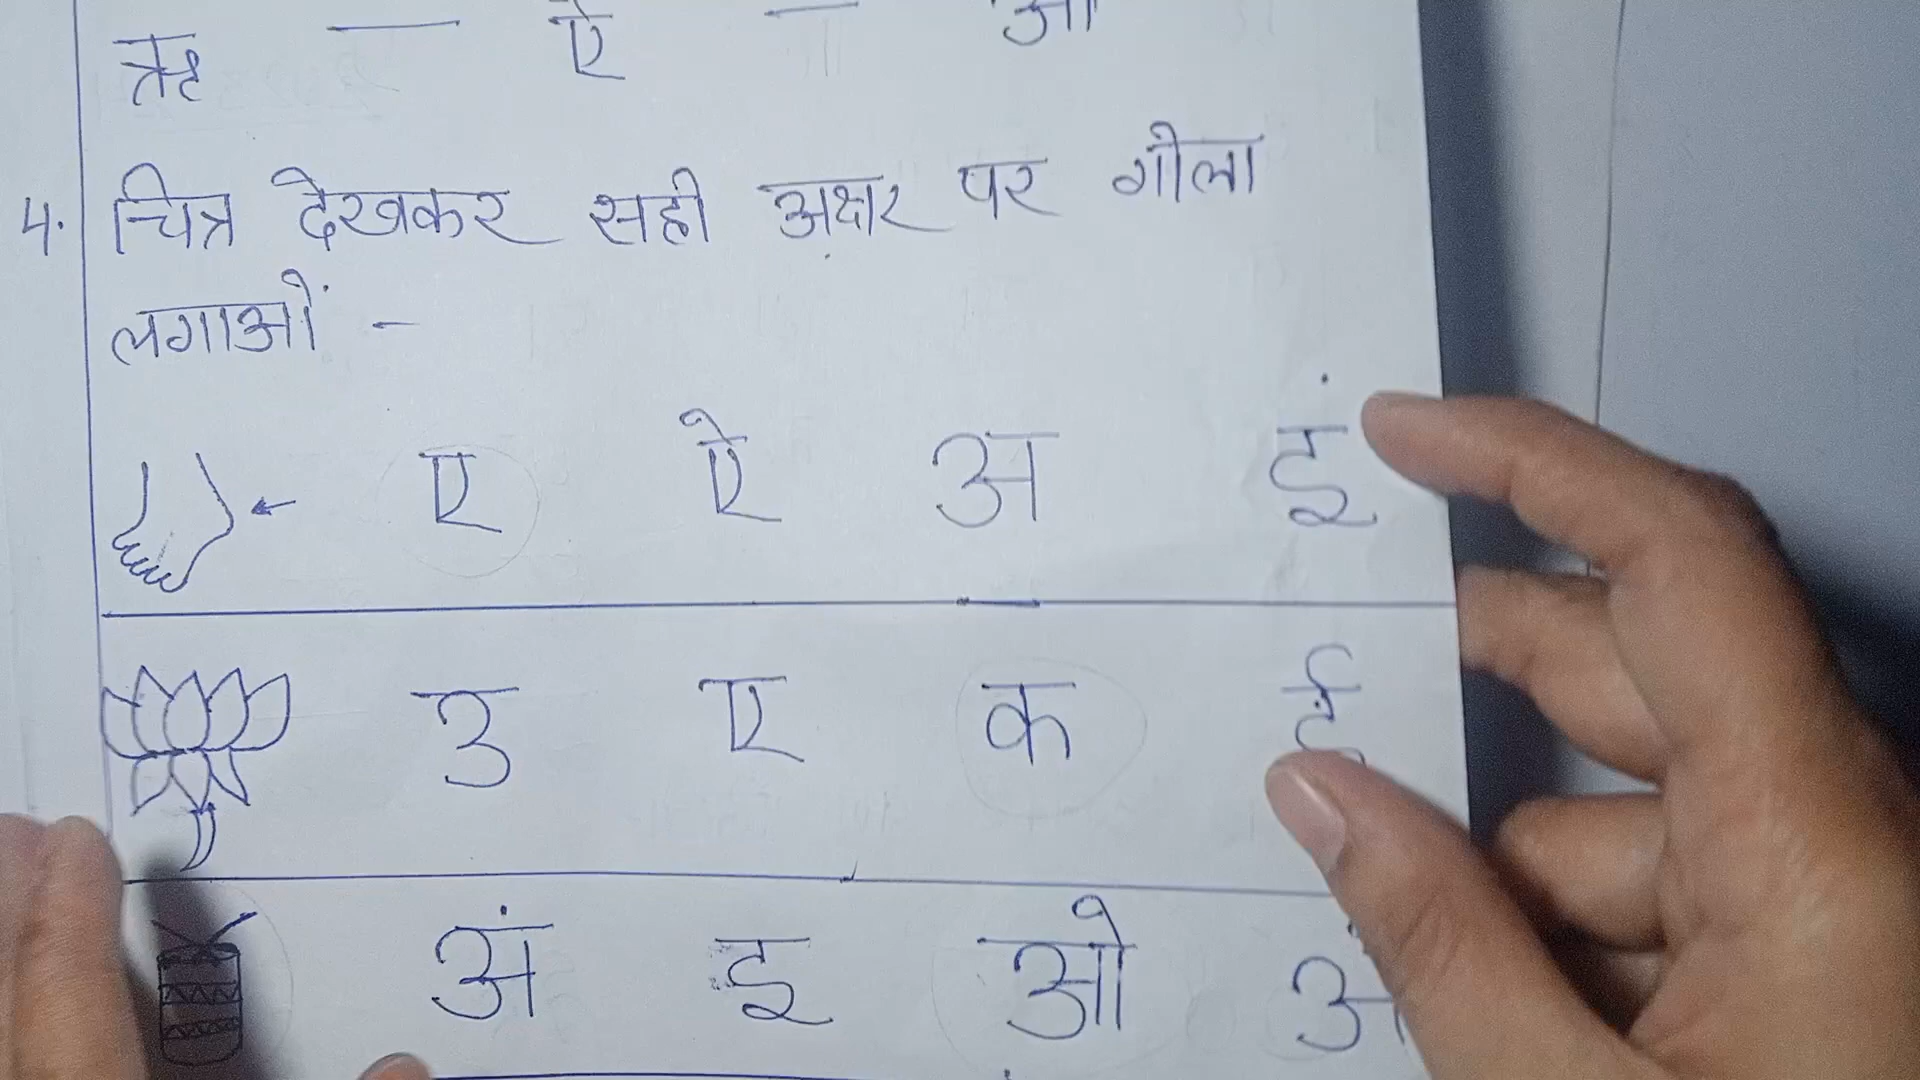 ऋ — ऐ — ओ
4. चित्र देखकर सही अक्षर पर गोला
लगाओं -
ए ऐ अ इं
उ ए क ई
अं इ ओ